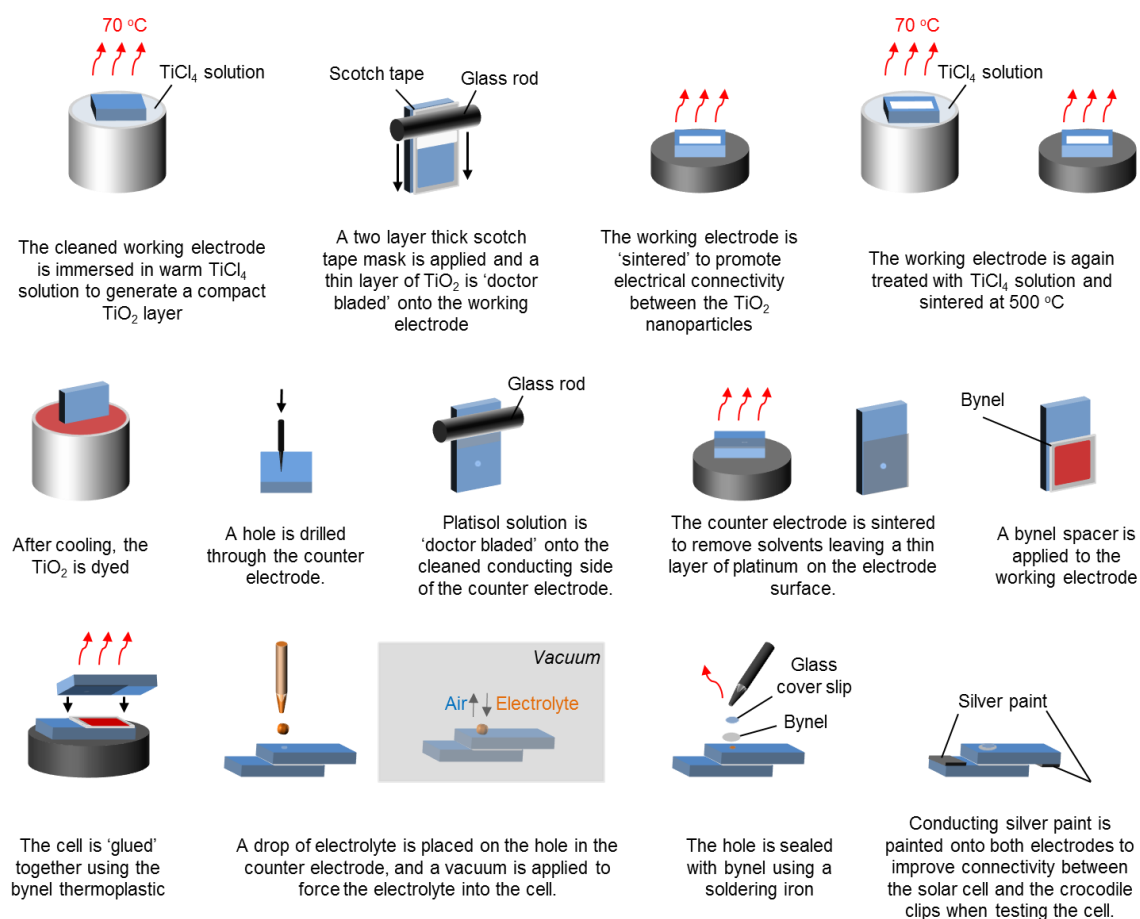 70 °C
TiCl₄ solution
Scotch tape
Glass rod
70 °C
TiCl₄ solution
The cleaned working electrode
is immersed in warm TiCl₄
solution to generate a compact
TiO₂ layer
A two layer thick scotch
tape mask is applied and a
thin layer of TiO₂ is ‘doctor
bladed’ onto the working
electrode
The working electrode is
‘sintered’ to promote
electrical connectivity
between the TiO₂
nanoparticles
The working electrode is again
treated with TiCl₄ solution and
sintered at 500 °C
Glass rod
Bynel
After cooling, the
TiO₂ is dyed
A hole is drilled
through the counter
electrode.
Platisol solution is
‘doctor bladed’ onto the
cleaned conducting side
of the counter electrode.
The counter electrode is sintered
to remove solvents leaving a thin
layer of platinum on the electrode
surface.
A bynel spacer is
applied to the
working electrode
Vacuum
Air
Electrolyte
Glass
cover slip
Bynel
Silver paint
The cell is ‘glued’
together using the
bynel thermoplastic
A drop of electrolyte is placed on the hole in the
counter electrode, and a vacuum is applied to
force the electrolyte into the cell.
The hole is sealed
with bynel using a
soldering iron
Conducting silver paint is
painted onto both electrodes to
improve connectivity between
the solar cell and the crocodile
clips when testing the cell.